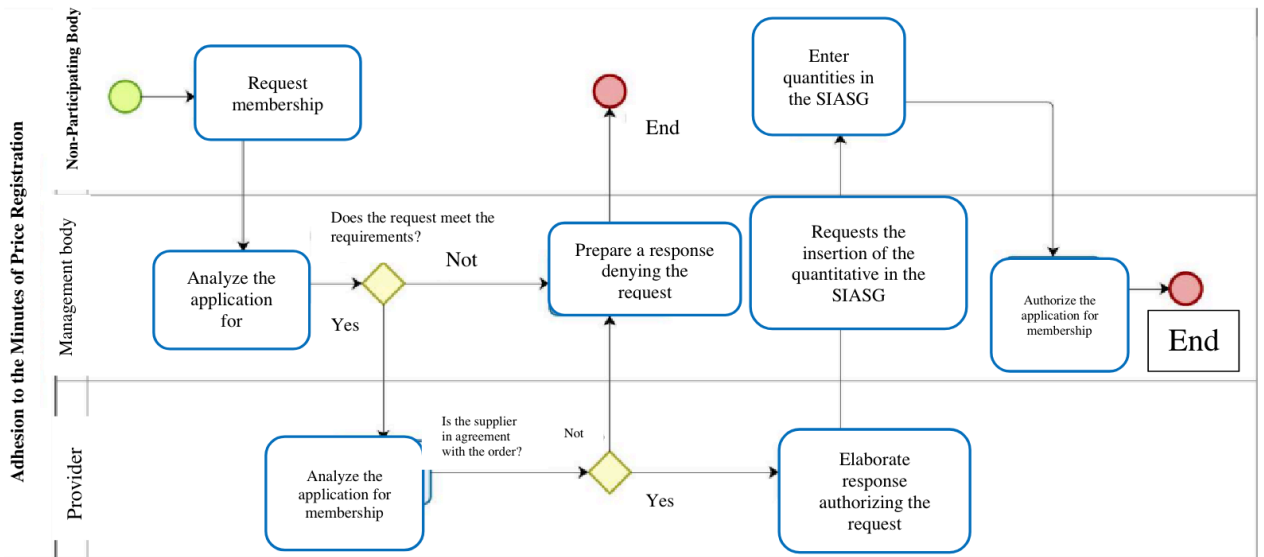 Adhesion to the Minutes of Price Registration
Non-Participating Body
Request
membership
End
Enter
quantities in
the SIASG
Management body
Analyze the
application
for
Does the request meet the
requirements?
Not
Yes
Prepare a response
denying the
request
Requests the
insertion of the
quantitative in the
SIASG
Authorize the
application for
membership
End
Provider
Analyze the
application for
membership
Is the supplier
in agreement
with the order?
Not
Yes
Elaborate
response
authorizing the
request